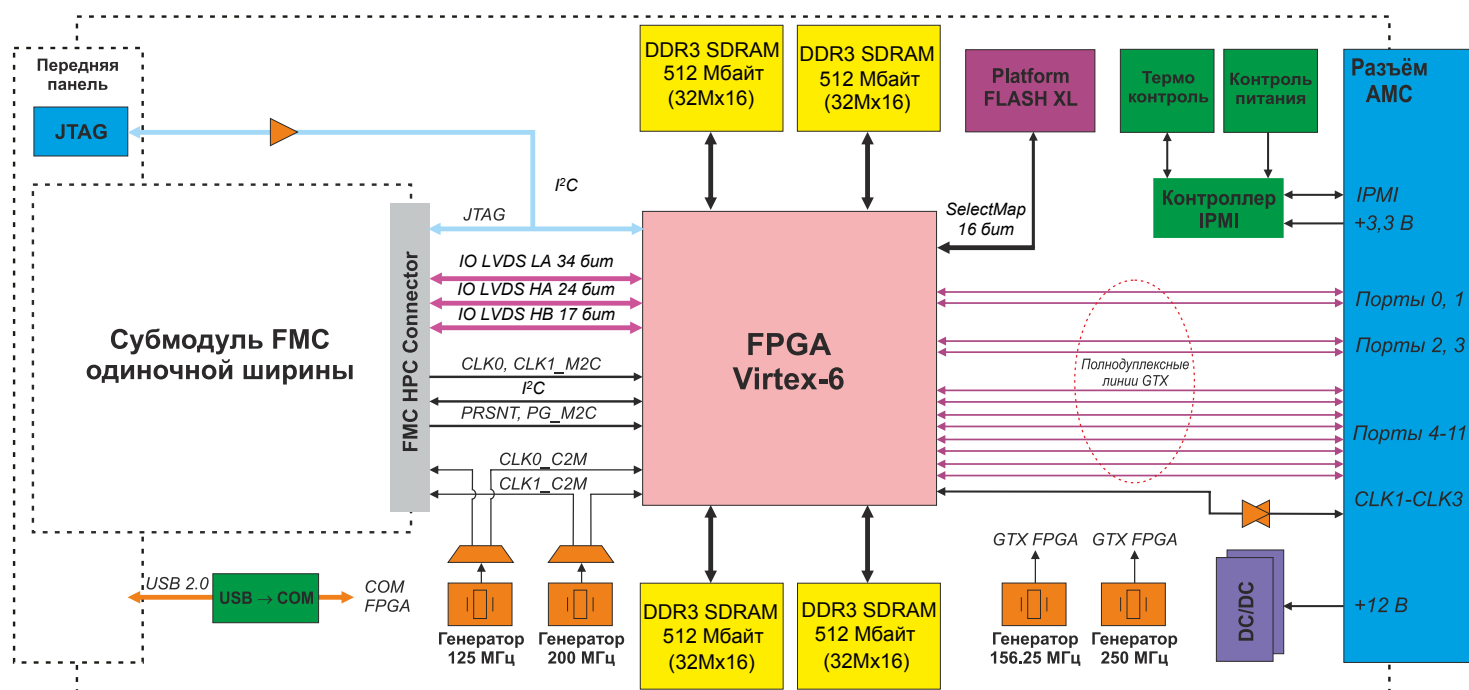 Передняя
панель
JTAG
DDR3 SDRAM
512 Мбайт
(32Мx16)
DDR3 SDRAM
512 Мбайт
(32Мx16)
Platform
FLASH XL
Термо
контроль
Контроль
питания
Разъём
AMC
I²C
JTAG
SelectMap
16 бит
Контроллер
IPMI
IPMI
+3,3 В
FMC HPC Connector
IO LVDS LA 34 бит
IO LVDS HA 24 бит
IO LVDS HB 17 бит
Субмодуль FMC
одиночной ширины
FPGA
Virtex-6
Порты 0, 1
Порты 2, 3
Полнодуплексные
линии GTX
CLK0, CLK1_M2C
I²C
PRSNT, PG_M2C
Порты 4-11
CLK0_C2M
CLK1_C2M
CLK1-CLK3
GTX FPGA
GTX FPGA
USB 2.0
USB → COM
COM
FPGA
Генератор
125 МГц
Генератор
200 МГц
DDR3 SDRAM
512 Мбайт
(32Мx16)
DDR3 SDRAM
512 Мбайт
(32Мx16)
Генератор
156.25 МГц
Генератор
250 МГц
DC/DC
+12 В